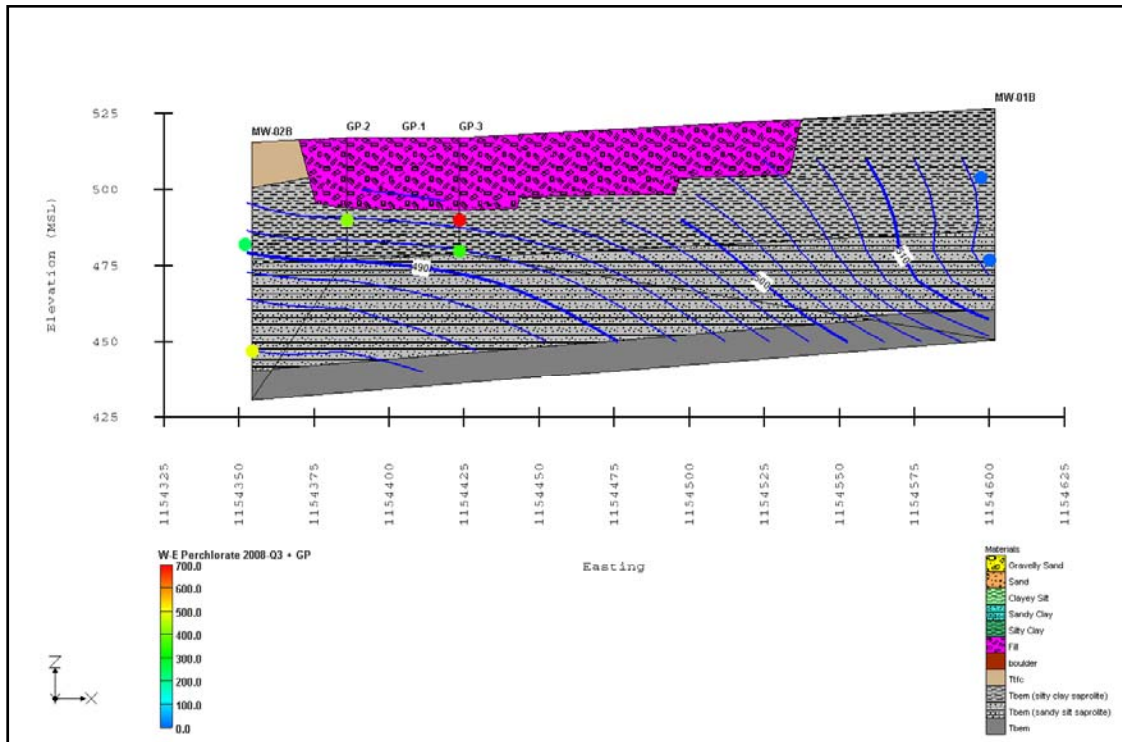 MW-01B
525
MW-02B
GP-2
GP-1
GP-3
500
475
490
500
510
450
425
Elevation (MSL)
1154325
1154350
1154375
1154400
1154425
1154450
1154475
1154500
1154525
1154550
1154575
1154600
1154625
Easting
W-E Perchlorate 2008-Q3 + GP
700.0
600.0
500.0
400.0
300.0
200.0
100.0
0.0
Z
X
Materials
Gravelly Sand
Sand
Clayey Silt
Sandy Clay
Silty Clay
Fill
boulder
Ttfc
Tbem (silty clay saprolite)
Tbem (sandy silt saprolite)
Tbem